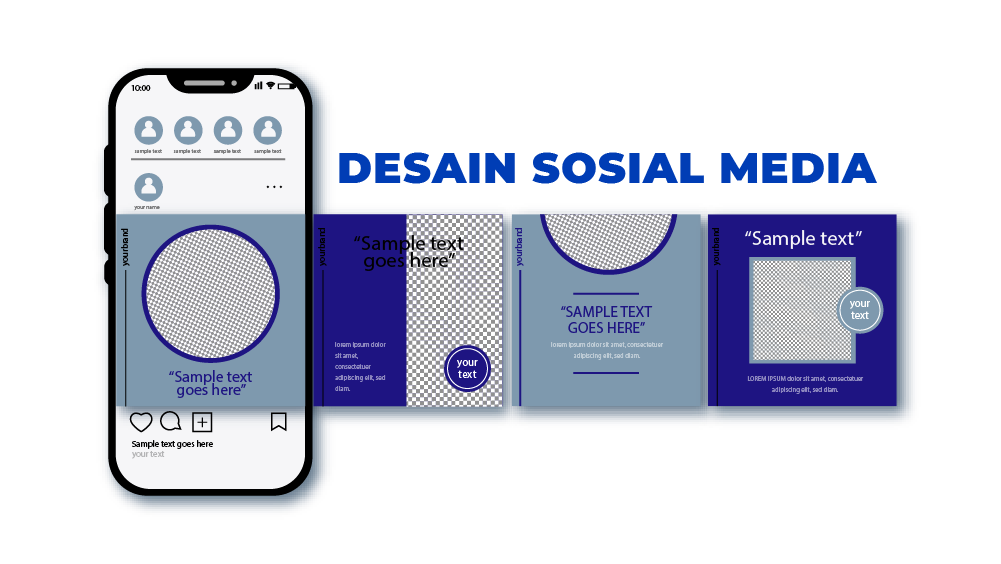 10:00
sample text
sample text
sample text
sample text
your name
DESAIN SOSIAL MEDIA
yourbrand
“Sample text
goes here”
yourbrand
“Sample text
goes here”
lorem ipsum dolor
sit amet,
consectetuer
adipiscing elit, sed
diam.
your
text
yourbrand
“SAMPLE TEXT
GOES HERE”
lorem ipsum dolor sit amet, consectetuer
adipiscing elit, sed diam.
yourbrand
“Sample text”
your
text
LOREM IPSUM dolor sit amet, consectetuer
adipiscing elit, sed diam.
Sample text goes here
your text